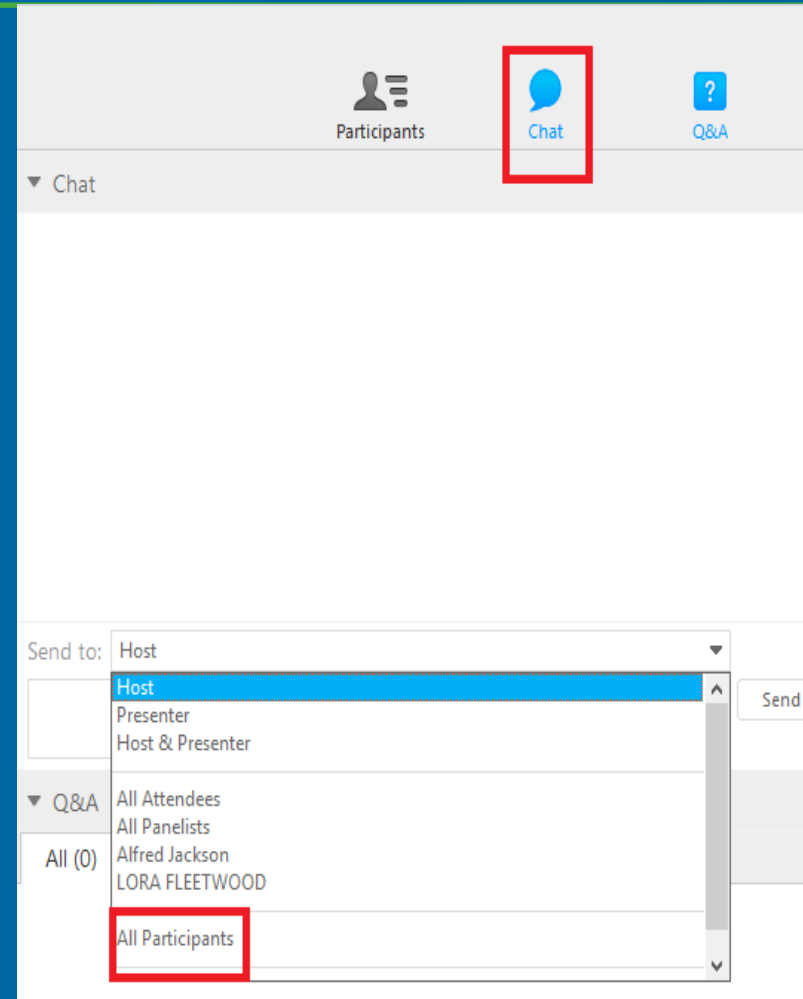 Participants
Chat
?
Q&A
Chat
Send to: Host
Host
Send
Presenter
Host & Presenter
Q&A
All Attendees
All Panelists
All (0)
Alfred Jackson
LORA FLEETWOOD
All Participants